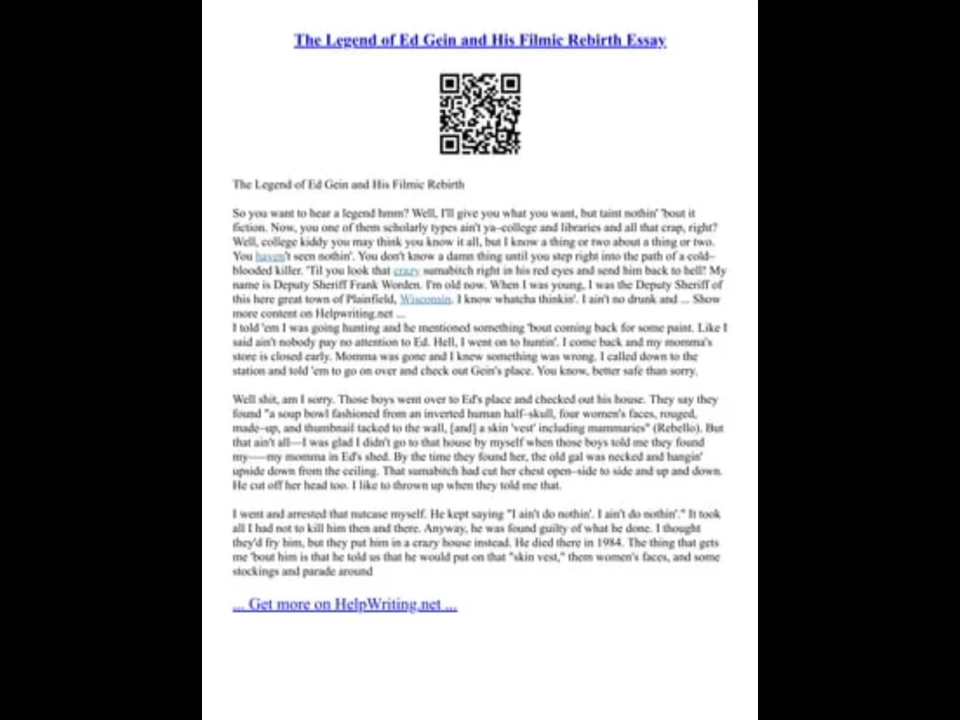 The Legend of Ed Gein and His Filmic Rebirth Essay
The Legend of Ed Gein and His Filmic Rebirth
So you want to hear a legend hmm? Well, I'll give you what you want, but taint nothin' 'bout it
fiction. Now, you one of them scholarly types ain't ya–college and libraries and all that crap, right?
Well, college kiddy you may think you know it all, but I know a thing or two about a thing or two.
You haven't seen nothin'. You don't know a damn thing until you step right into the path of a cold–
blooded killer. 'Til you look that crazy sumabitch right in his red eyes and send him back to hell! My
name is Deputy Sheriff Frank Worden. I'm old now. When I was young, I was the Deputy Sheriff of
this here great town of Plainfield, Wisconsin. I know whatcha thinkin'. I ain't no drunk and ... Show
more content on Helpwriting.net ...
I told 'em I was going hunting and he mentioned something 'bout coming back for some paint. Like I
said ain't nobody pay no attention to Ed. Hell, I went on to huntin'. I come back and my momma's
store is closed early. Momma was gone and I knew something was wrong. I called down to the
station and told 'em to go on over and check out Gein's place. You know, better safe than sorry.
Well shit, am I sorry. Those boys went over to Ed's place and checked out his house. They say they
found "a soup bowl fashioned from an inverted human half–skull, four women's faces, rouged,
made–up, and thumbnail tacked to the wall, [and] a skin 'vest' including mammaries" (Rebello). But
that ain't all—I was glad I didn't go to that house by myself when those boys told me they found
my-----my momma in Ed's shed. By the time they found her, the old gal was necked and hangin'
upside down from the ceiling. That sumabitch had cut her chest open–side to side and up and down.
He cut off her head too. I like to thrown up when they told me that.
I went and arrested that nutcase myself. He kept saying "I ain't do nothin'. I ain't do nothin'." It took
all I had not to kill him then and there. Anyway, he was found guilty of what he done. I thought
they'd fry him, but they put him in a crazy house instead. He died there in 1984. The thing that gets
me 'bout him is that he told us that he would put on that "skin vest," them women's faces, and some
stockings and parade around
... Get more on HelpWriting.net ...